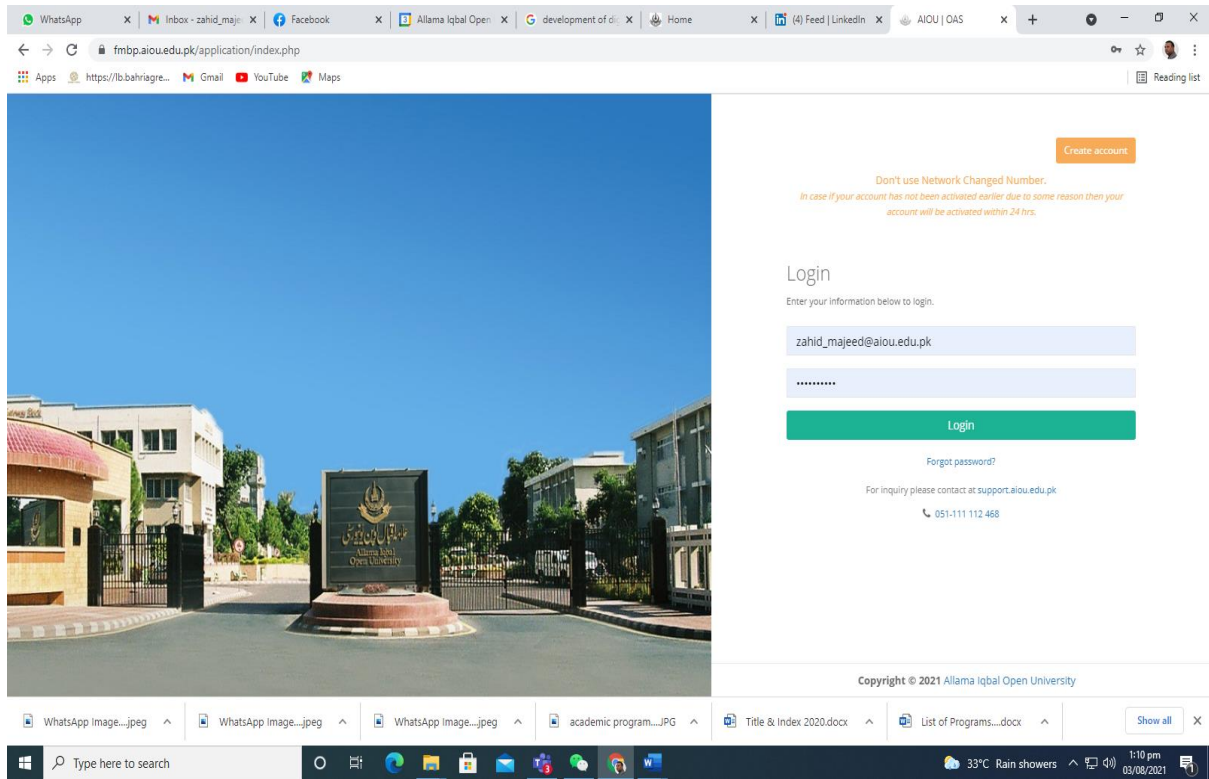 WhatsApp
Inbox - zahid_maje
Facebook
Allama Iqbal Open
development of dig
Home
(4) Feed | LinkedIn
AIOU | OAS
fmbp.aiou.edu.pk/application/index.php
Apps
https://lb.bahriagre...
Gmail
YouTube
Maps
Reading list
Create account
Don't use Network Changed Number.
In case if your account has not been activated earlier due to some reason then your
account will be activated within 24 hrs.
Login
Enter your information below to login.
zahid_majeed@aiou.edu.pk
••••••••••
Login
Forgot password?
For inquiry please contact at support.aiou.edu.pk
051-111 112 468
علامہ اقبال اوپن یونیورسٹی
Allama Iqbal
Open University
Copyright © 2021 Allama Iqbal Open University
WhatsApp Image....jpeg
WhatsApp Image....jpeg
WhatsApp Image....jpeg
academic program....JPG
Title & Index 2020.docx
List of Programs....docx
Show all
Type here to search
33°C Rain showers
1:10 pm
03/08/2021